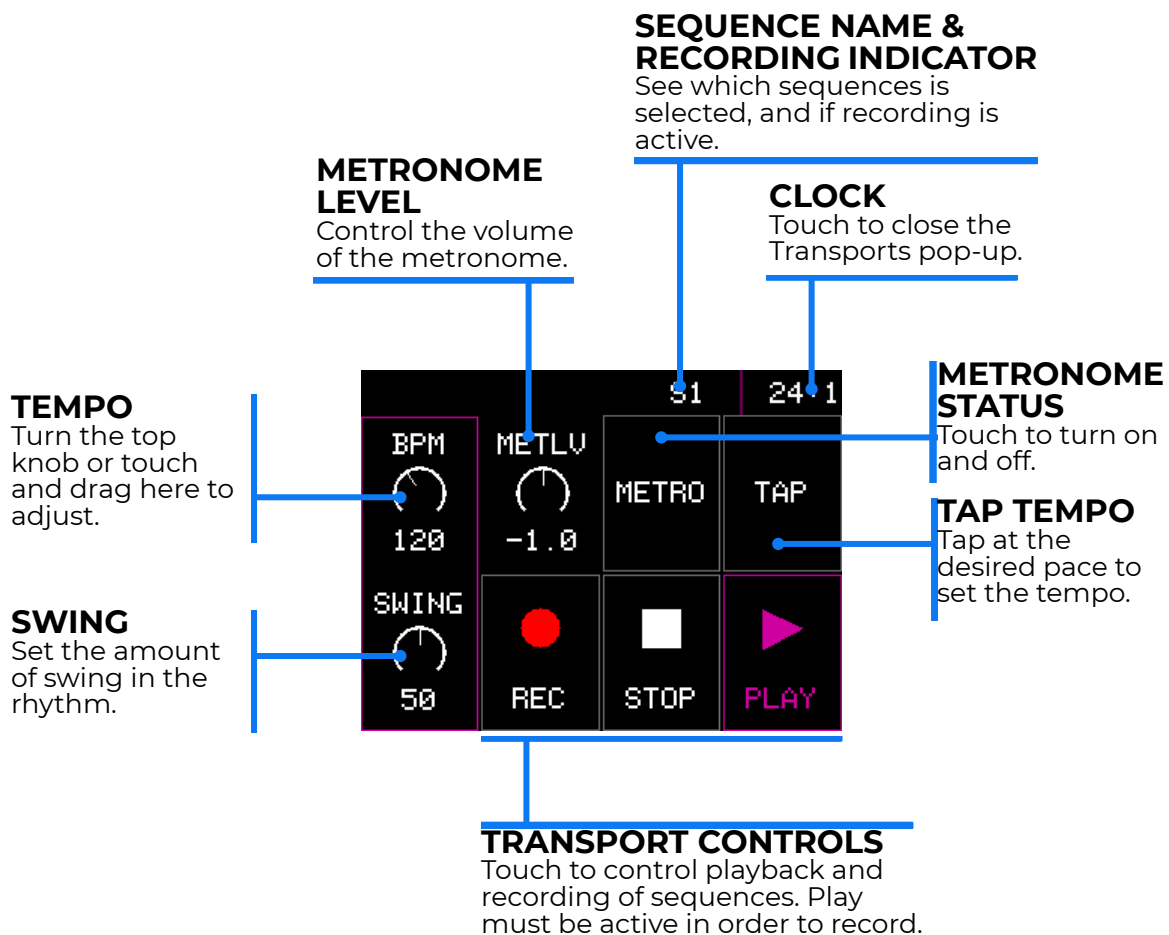 SEQUENCE NAME &
RECORDING INDICATOR
See which sequences is
selected, and if recording is
active.
METRONOME
LEVEL
Control the volume
of the metronome.
CLOCK
Touch to close the
Transports pop-up.
TEMPO
Turn the top
knob or touch
and drag here to
adjust.
SWING
Set the amount
of swing in the
rhythm.
S1
24·1
BPM
120
METLV
-1.0
METRO
TAP
SWING
50
REC
STOP
PLAY
METRONOME
STATUS
Touch to turn on
and off.
TAP TEMPO
Tap at the
desired pace to
set the tempo.
TRANSPORT CONTROLS
Touch to control playback and
recording of sequences. Play
must be active in order to record.